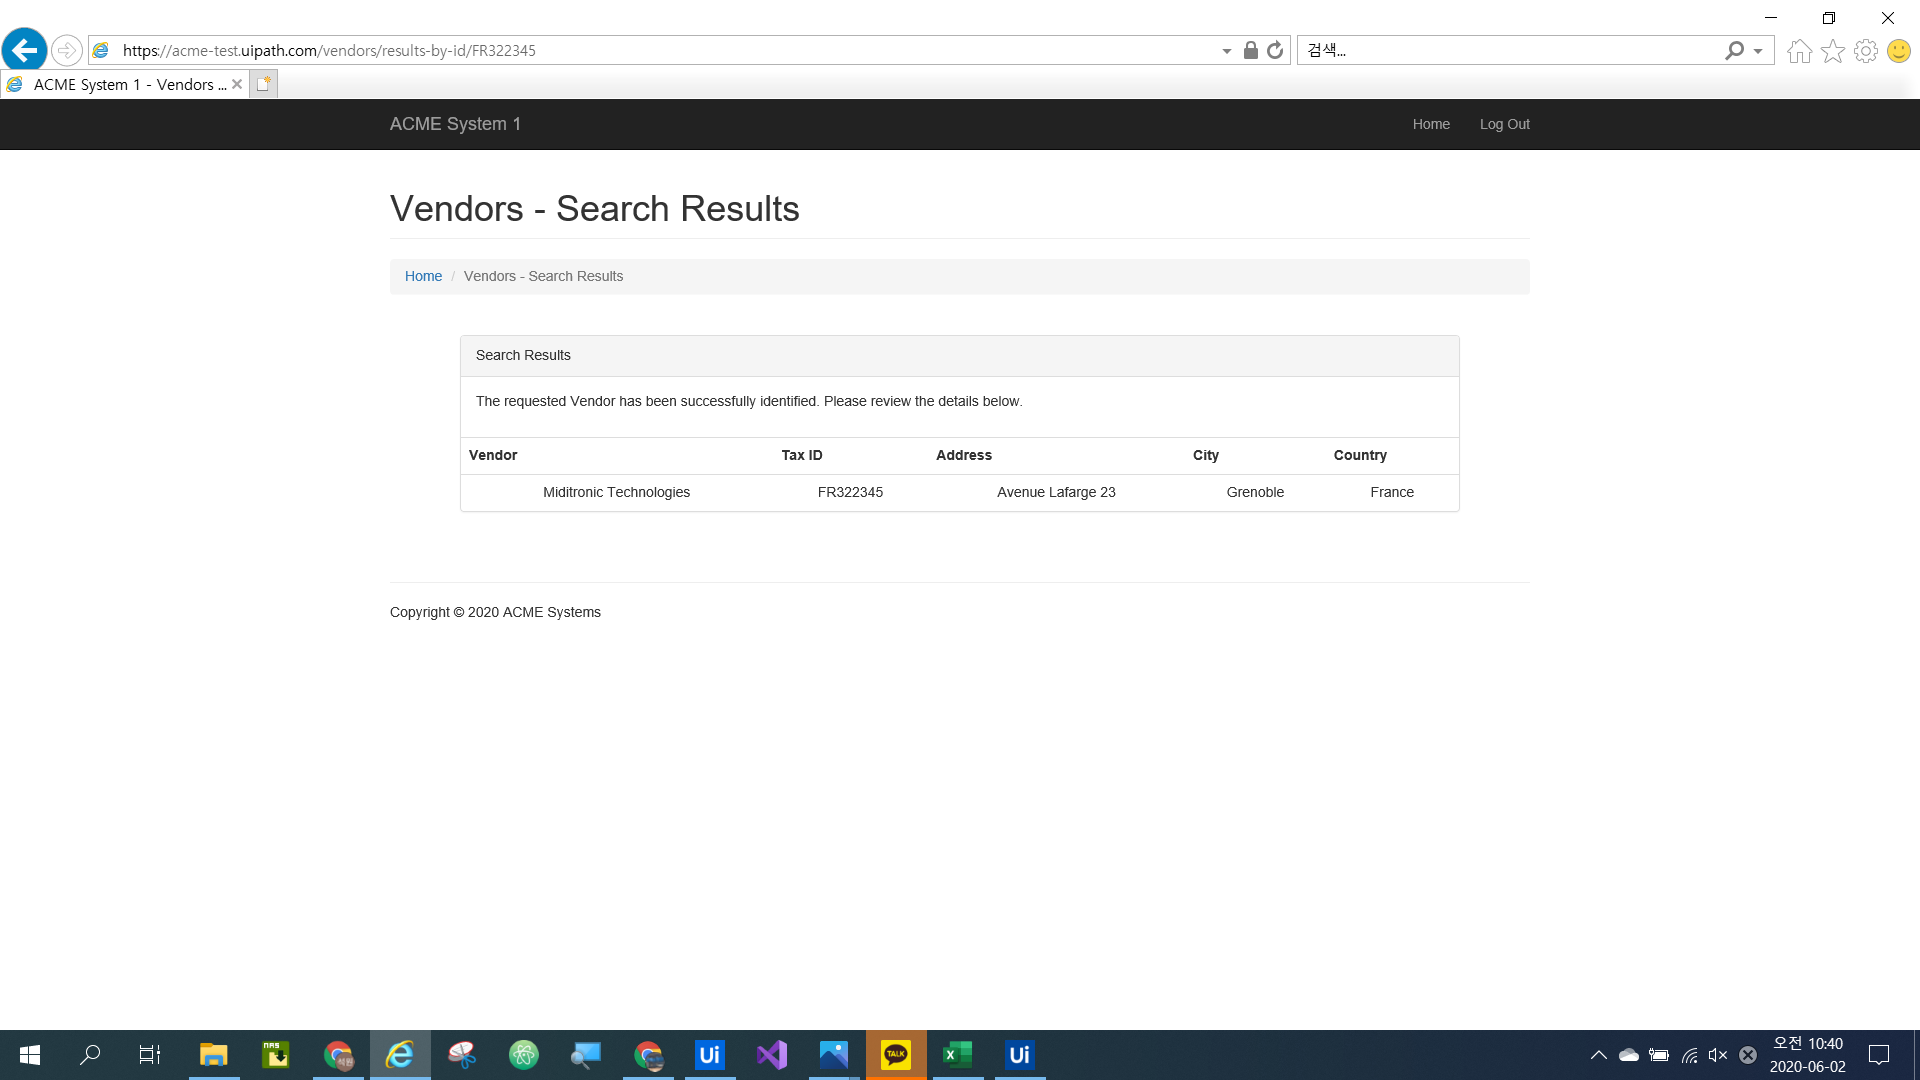 https://acme-test.uipath.com/vendors/results-by-id/FR322345
검색...
ACME System 1 - Vendors ...
ACME System 1
Home
Log Out
Vendors - Search Results
Home / Vendors - Search Results
Search Results
The requested Vendor has been successfully identified. Please review the details below.
Vendor Tax ID Address City Country
Miditronic Technologies FR322345 Avenue Lafarge 23 Grenoble France
Copyright © 2020 ACME Systems
NAS
Ui
TALK
X
Ui
오전 10:40
2020-06-02